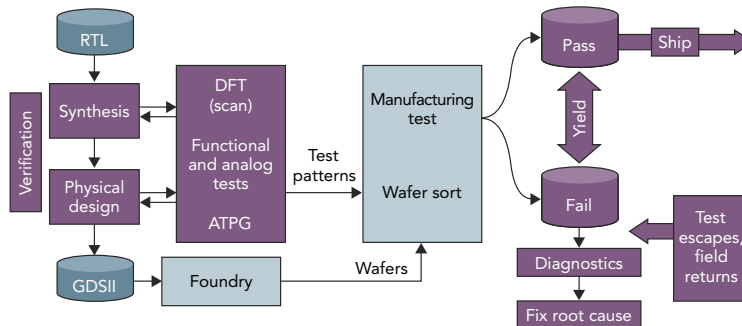 RTL
Synthesis
Verification
Physical
design
GDSII
DFT
(scan)
Functional
and analog
tests
ATPG
Test
patterns
Foundry
Wafers
Manufacturing
test
Wafer sort
Pass
Ship
Yield
Fail
Diagnostics
Fix root cause
Test
escapes,
field
returns